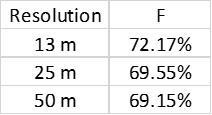 Resolution F
13 m 72.17%
25 m 69.55%
50 m 69.15%